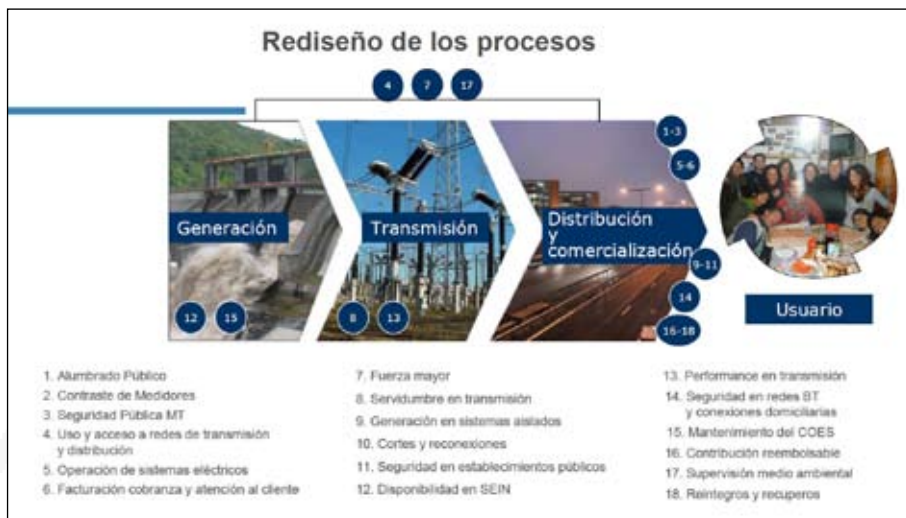 Rediseño de los procesos
4
7
17
1-3
5-6
Generación
Transmisión
Distribución
y
comercialización
9-11
12
15
8
13
14
16-18
Usuario
1. Alumbrado Público
2. Contraste de Medidores
3. Seguridad Pública MT
4. Uso y acceso a redes de transmisión
y distribución
5. Operación de sistemas eléctricos
6. Facturación cobranza y atención al cliente
7. Fuerza mayor
8. Servidumbre en transmisión
9. Generación en sistemas aislados
10. Cortes y reconexiones
11. Seguridad en establecimientos públicos
12. Disponibilidad en SEIN
13. Performance en transmisión
14. Seguridad en redes BT
y conexiones domiciliarias
15. Mantenimiento del COES
16. Contribución reembolsable
17. Supervisión medio ambiental
18. Reintegros y recuperos